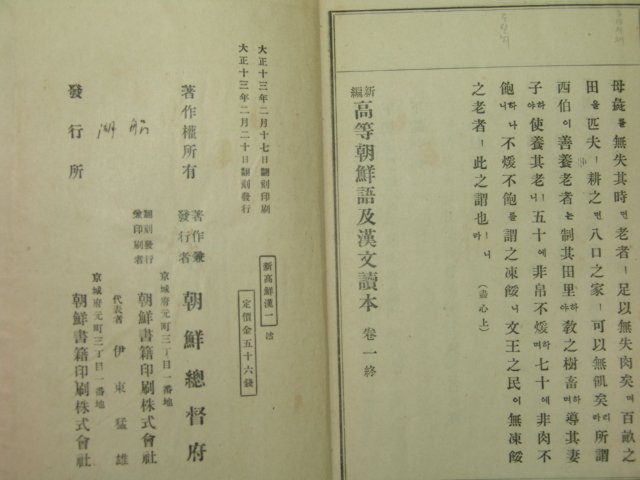 母彘를無失其時면老者ㅣ足以無失肉矣며百畝之
田을匹夫ㅣ耕之면八口之家ㅣ可以無飢矣리라所謂
西伯이善養老者는制其田里하야敎之樹畜하며導其妻
子하야使養其老니五十에非帛不煖며七十에非肉不
飽하나니不煖不飽를謂之凍餒니文王之民이無凍餒
之老者ㅣ此之謂也ㅣ니라 (盡心上)
新編高等朝鮮語及漢文讀本 卷一終
大正十三年二月十七日飜刻印刷
大正十三年二月二十日飜刻發行
新高鮮漢一
定價金五十六錢
著作權所有
著作兼發行者 朝鮮總督府
京城府元町三丁目一番地
飜刻發行兼印刷者 朝鮮書籍印刷株式會社
代表者 伊東猛雄
京城府元町三丁目一番地
發行所 朝鮮書籍印刷株式會社